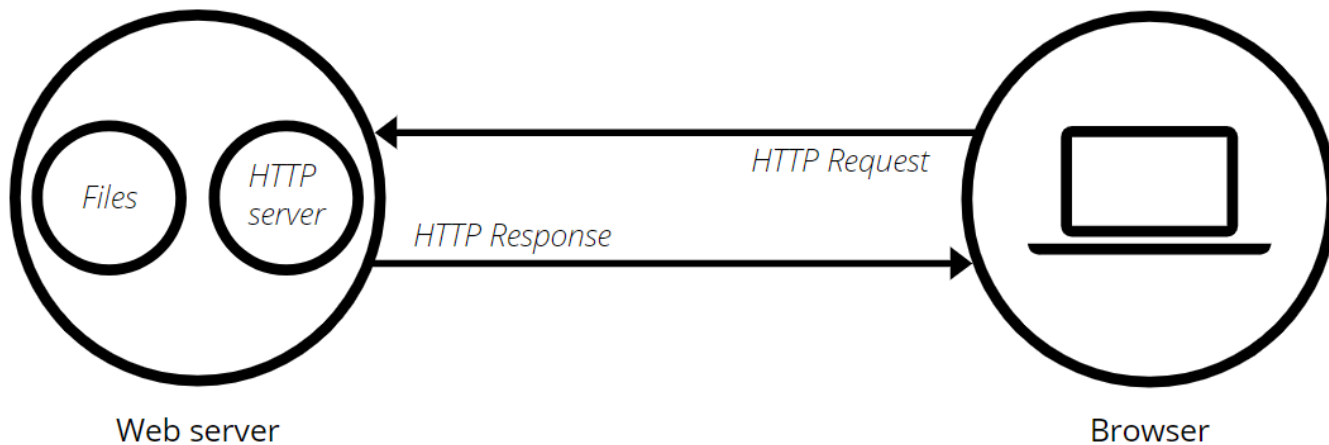 Files
HTTP
server
HTTP Request
HTTP Response
Web server
Browser